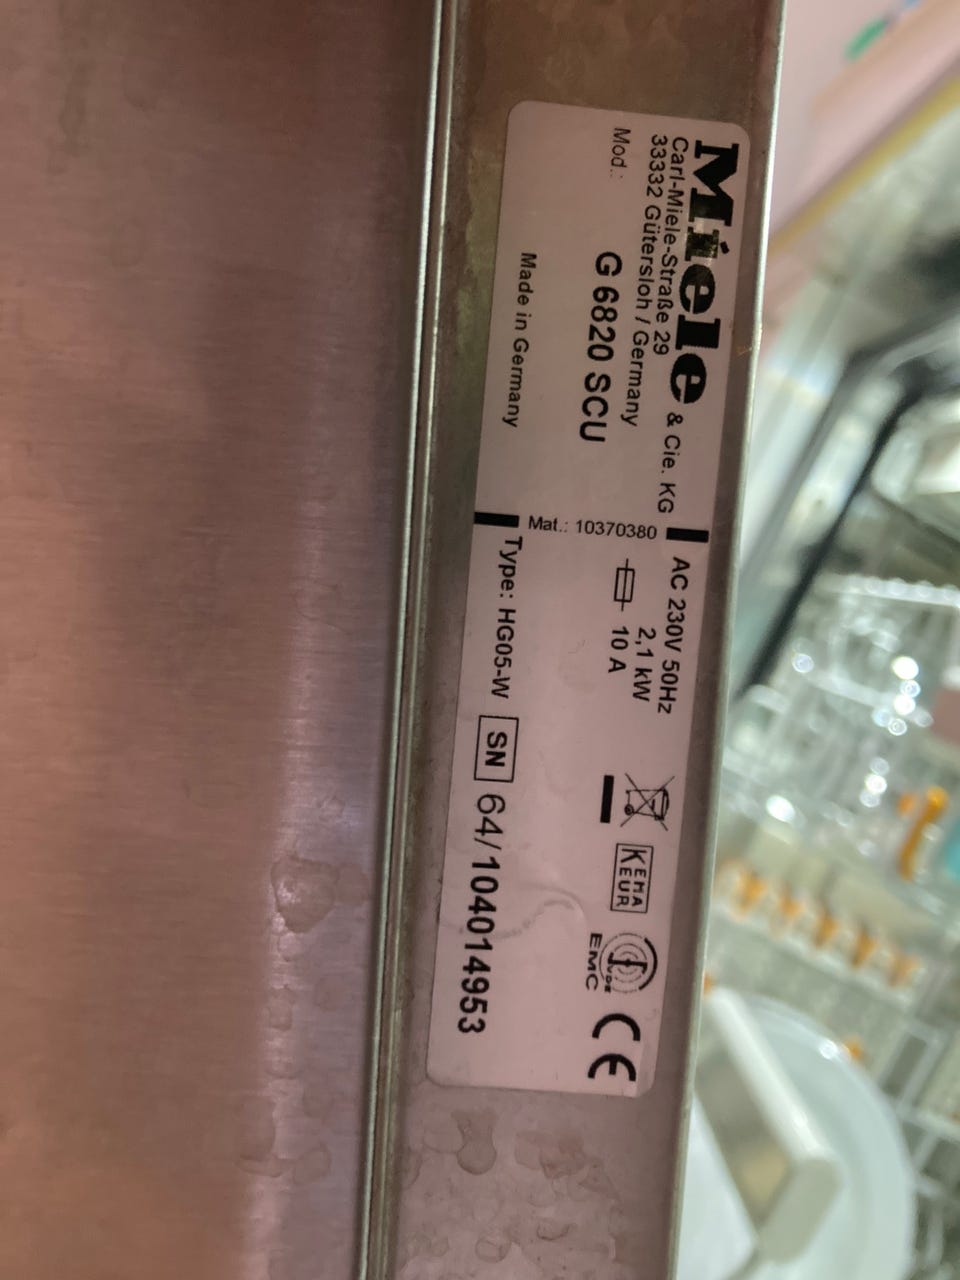 Miele & Cie. KG
Carl-Miele-Straße 29
33332 Gütersloh / Germany
Mod.: G 6820 SCU
Made in Germany
Mat.: 10370380
AC 230V 50Hz
2,1 kW
10 A
KEMA
KEUR
VDE
EMC
CE
Type: HG05-W SN 64/104014953